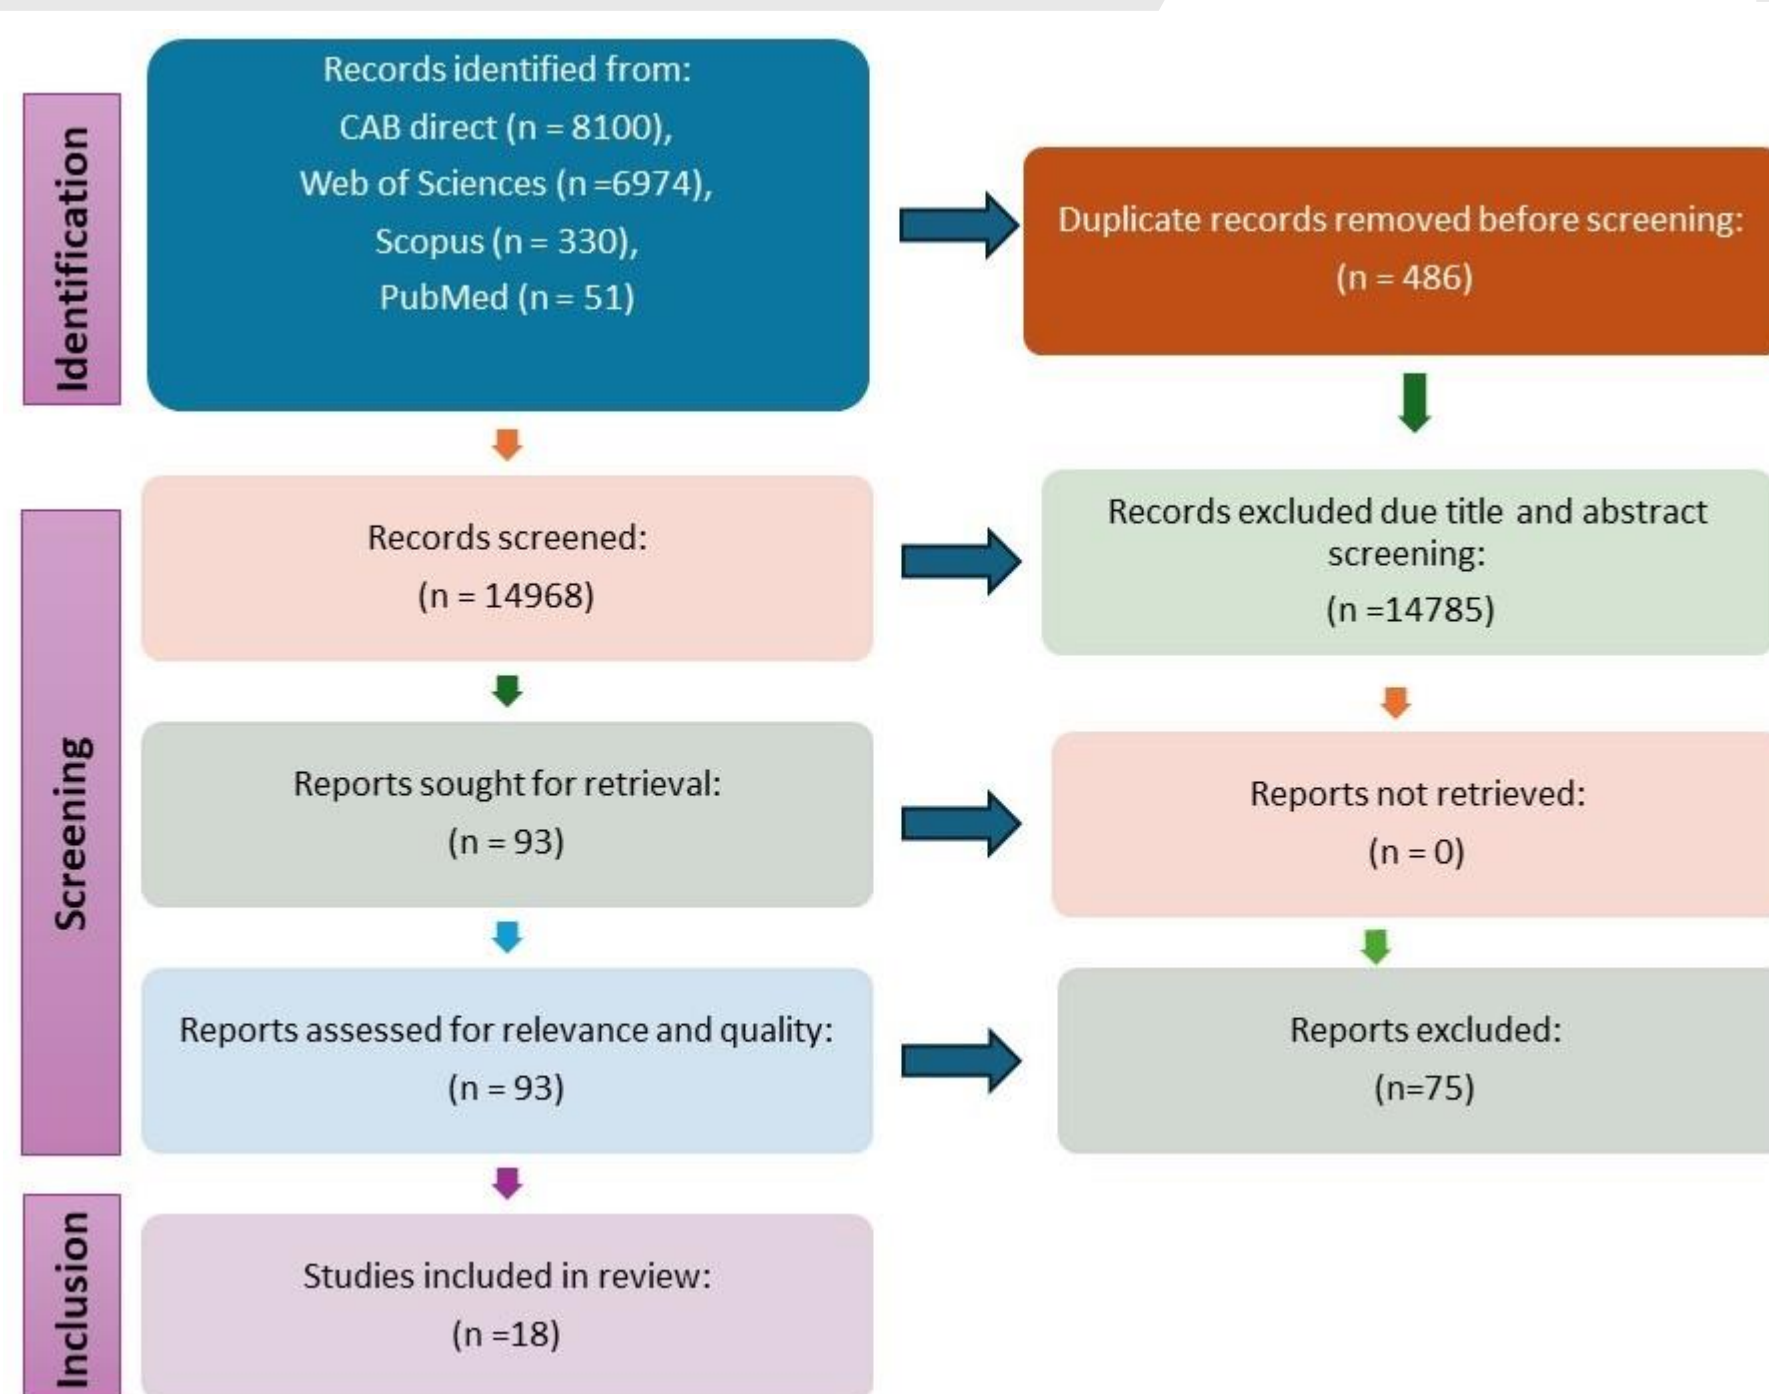 Identification
Records identified from:
CAB direct (n = 8100),
Web of Sciences (n =6974),
Scopus (n = 330),
PubMed (n = 51)
Duplicate records removed before screening:
(n = 486)
Screening
Records screened:
(n = 14968)
Records excluded due title and abstract
screening:
(n =14785)
Reports sought for retrieval:
(n = 93)
Reports not retrieved:
(n = 0)
Reports assessed for relevance and quality:
(n = 93)
Reports excluded:
(n=75)
Inclusion
Studies included in review:
(n =18)